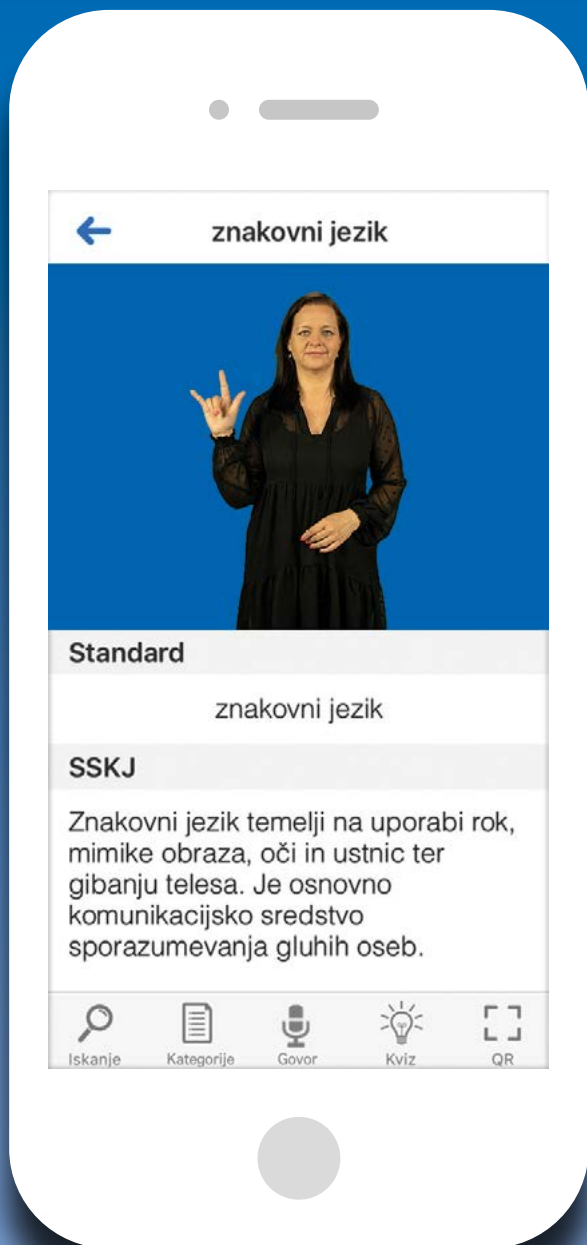 znakovni jezik
Standard
znakovni jezik
SSKJ
Znakovni jezik temelji na uporabi rok,
mimike obraza, oči in ustnic ter
gibanju telesa. Je osnovno
komunikacijsko sredstvo
sporazumevanja gluhih oseb.
Iskanje Kategorije Govor Kviz QR